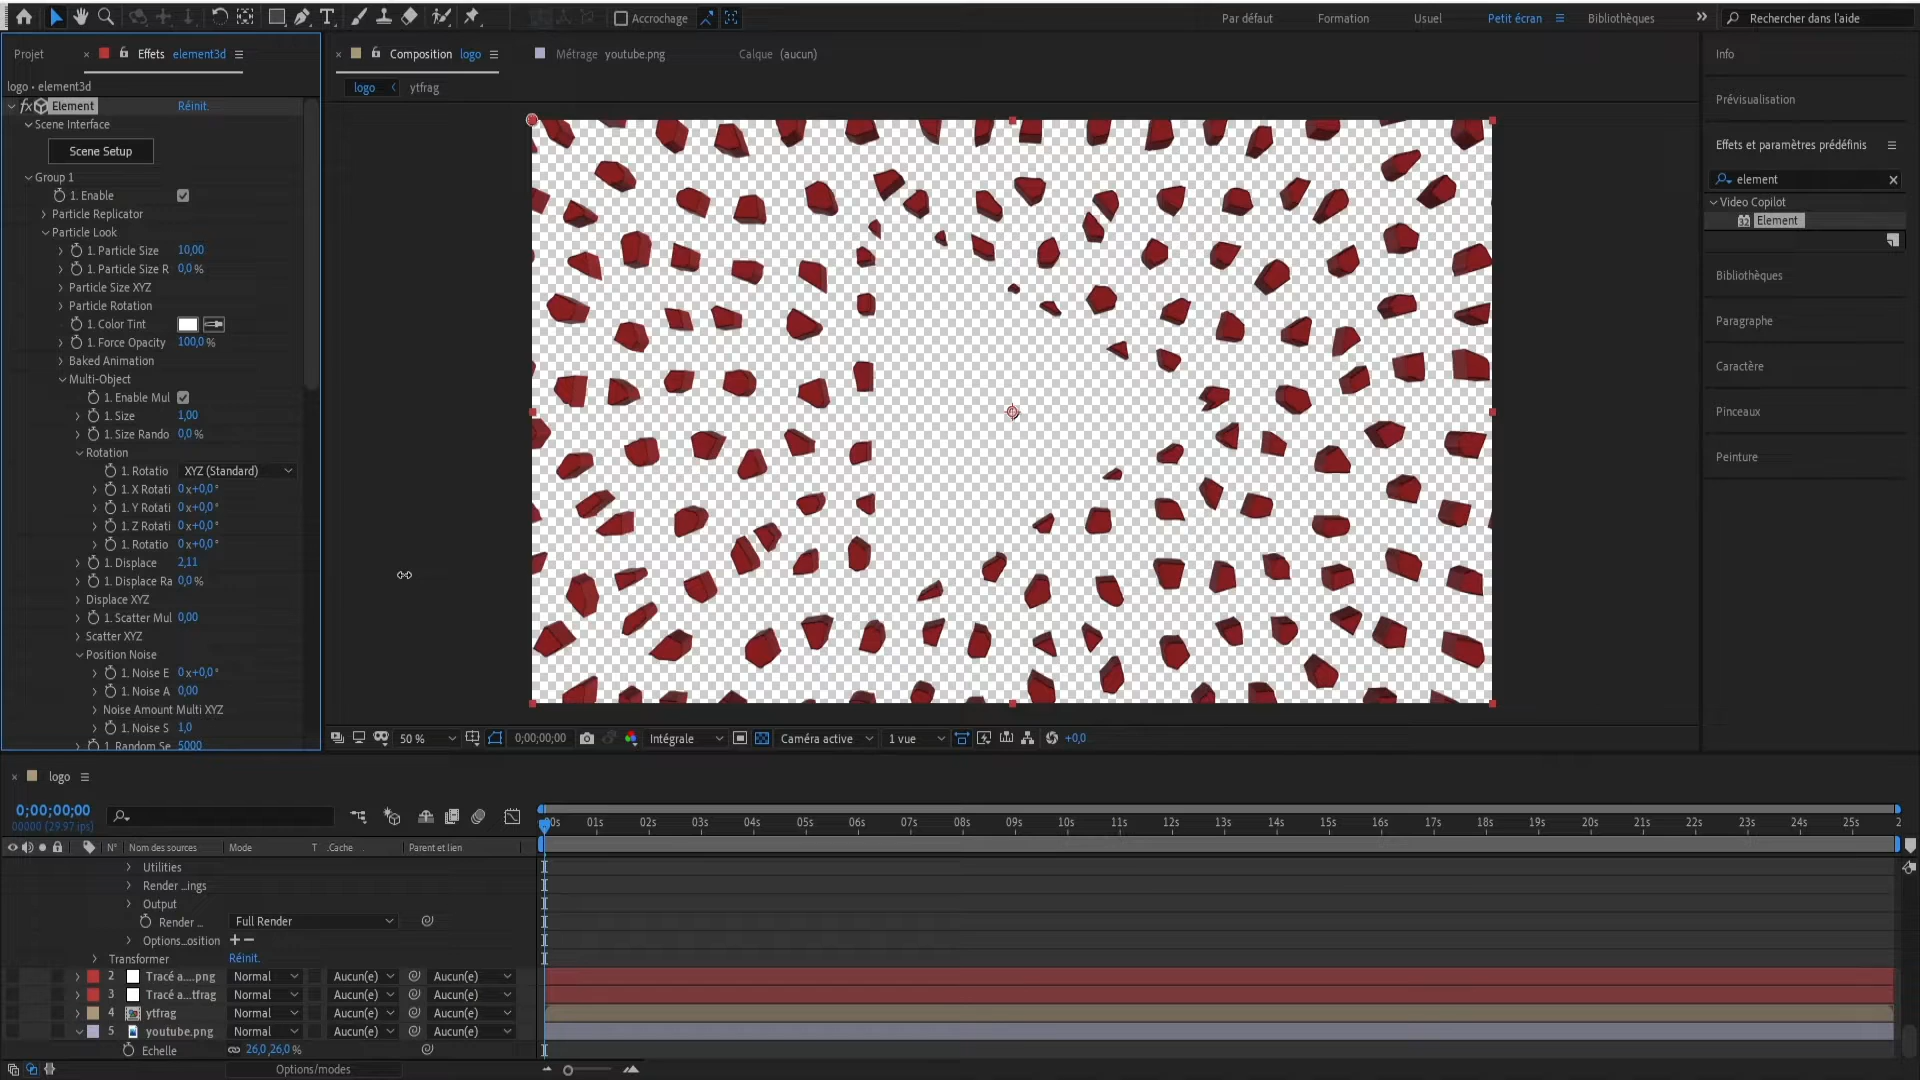 Accrochage
Par défaut
Formation
Usuel
Petit écran
Bibliothèques
Rechercher dans l'aide
Projet
Effets element3d
Composition logo
Métrage youtube.png
Calque (aucun)
Info
logo • element3d
logo
ytfrag
fx Element
Réinit.
Scene Interface
Scene Setup
Group 1
1. Enable
Particle Replicator
Particle Look
1. Particle Size 10,00
1. Particle Size R 0,0 %
Particle Size XYZ
Particle Rotation
1. Color Tint
1. Force Opacity 100,0 %
Baked Animation
Multi-Object
1. Enable Mul
1. Size 1,00
1. Size Rando 0,0 %
Rotation
1. Rotatio XYZ (Standard)
1. X Rotati 0 x+0,0 °
1. Y Rotati 0 x+0,0 °
1. Z Rotati 0 x+0,0 °
1. Rotatio 0 x+0,0 °
1. Displace 2,11
1. Displace Ra 0,0 %
Displace XYZ
1. Scatter Mul 0,00
Scatter XYZ
Position Noise
1. Noise E 0 x+0,0 °
1. Noise A 0,00
Noise Amount Multi XYZ
1. Noise S 1,0
1. Random Se 5000
Prévisualisation
Effets et paramètres prédéfinis
element
Video Copilot
32 Element
Bibliothèques
Paragraphe
Caractère
Pinceaux
Peinture
50 %
0;00;00;00
Intégrale
Caméra active
1 vue
+0,0
logo
0;00;00;00
00000 (29.97 ips)
00s 01s 02s 03s 04s 05s 06s 07s 08s 09s 10s 11s 12s 13s 14s 15s 16s 17s 18s 19s 20s 21s 22s 23s 24s 25s 2
N° Nom des sources Mode T .Cache Parent et lien
Utilities
Render ...ings
Output
Render ... Full Render
Options...osition
Transformer Réinit.
2 Tracé a....png Normal Aucun(e) Aucun(e)
3 Tracé a...tfrag Normal Aucun(e) Aucun(e)
4 ytfrag Normal Aucun(e) Aucun(e)
5 youtube.png Normal Aucun(e) Aucun(e)
Echelle 26,0,26,0 %
Options/modes